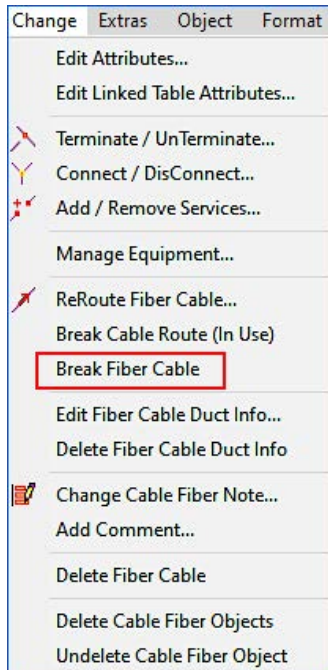 Change Extras Object Format
Edit Attributes...
Edit Linked Table Attributes...
Terminate / UnTerminate...
Connect / DisConnect...
Add / Remove Services...
Manage Equipment...
ReRoute Fiber Cable...
Break Cable Route (In Use)
Break Fiber Cable
Edit Fiber Cable Duct Info...
Delete Fiber Cable Duct Info
Change Cable Fiber Note...
Add Comment...
Delete Fiber Cable
Delete Cable Fiber Objects
Undelete Cable Fiber Object